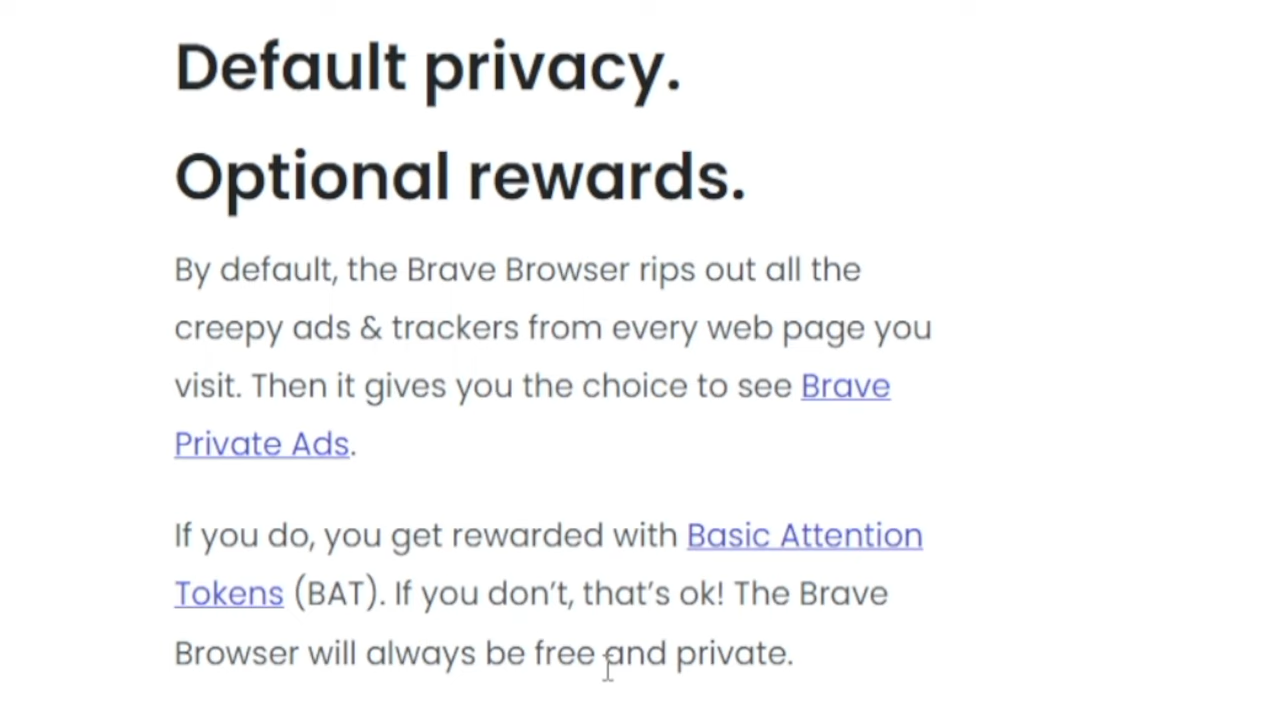 Default privacy.
Optional rewards.
By default, the Brave Browser rips out all the
creepy ads & trackers from every web page you
visit. Then it gives you the choice to see Brave
Private Ads.
If you do, you get rewarded with Basic Attention
Tokens (BAT). If you don’t, that’s ok! The Brave
Browser will always be free and private.